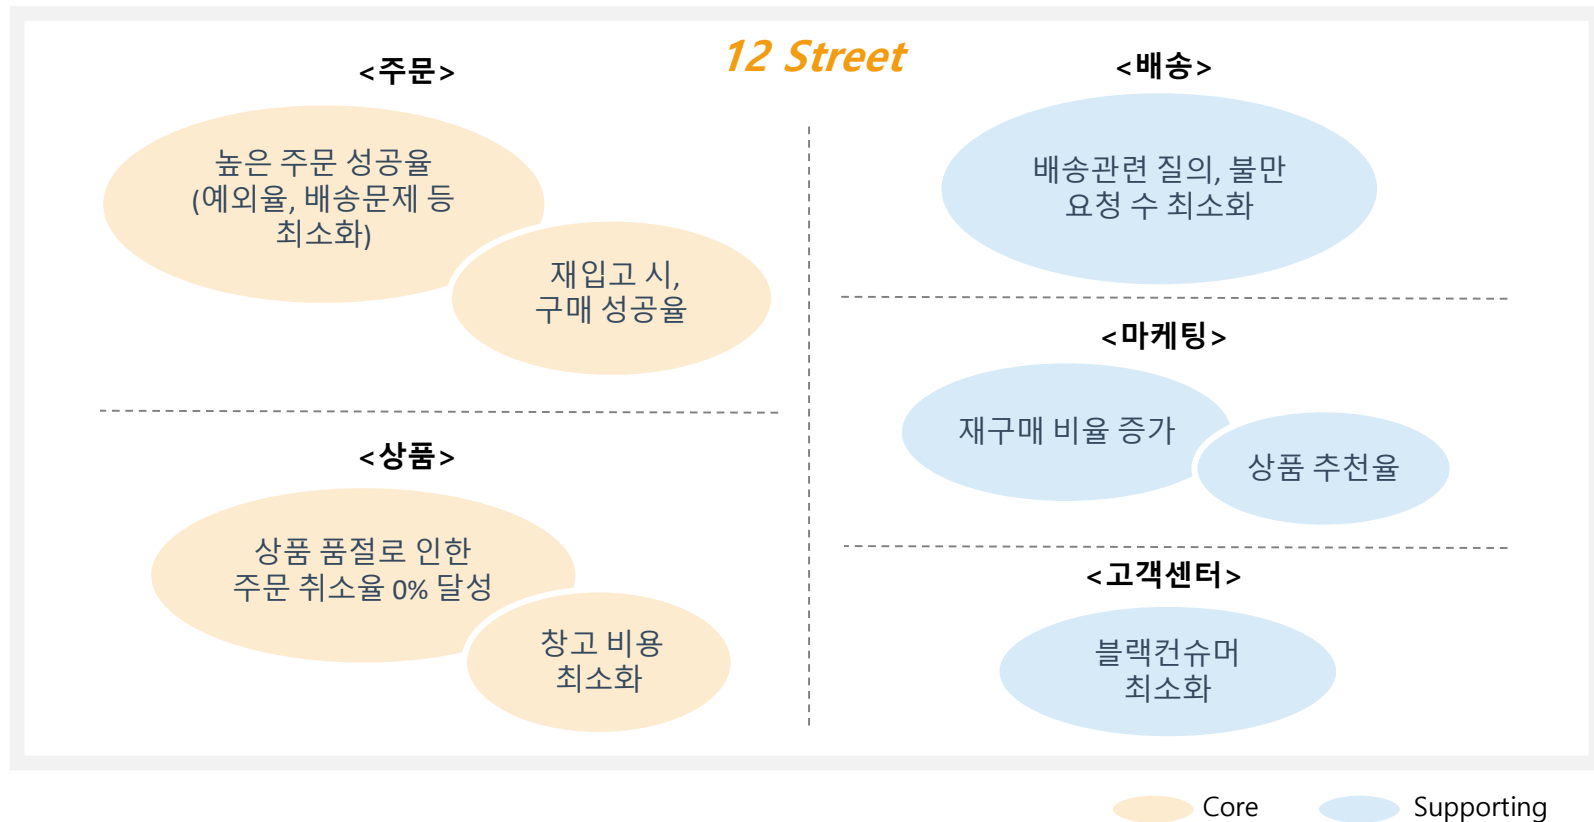 12 Street
<주문>
높은 주문 성공율
(예외율, 배송문제 등
최소화)
재입고 시,
구매 성공율
<상품>
상품 품절로 인한
주문 취소율 0% 달성
창고 비용
최소화
<배송>
배송관련 질의, 불만
요청 수 최소화
<마케팅>
재구매 비율 증가
상품 추천율
<고객센터>
블랙컨슈머
최소화
Core
Supporting